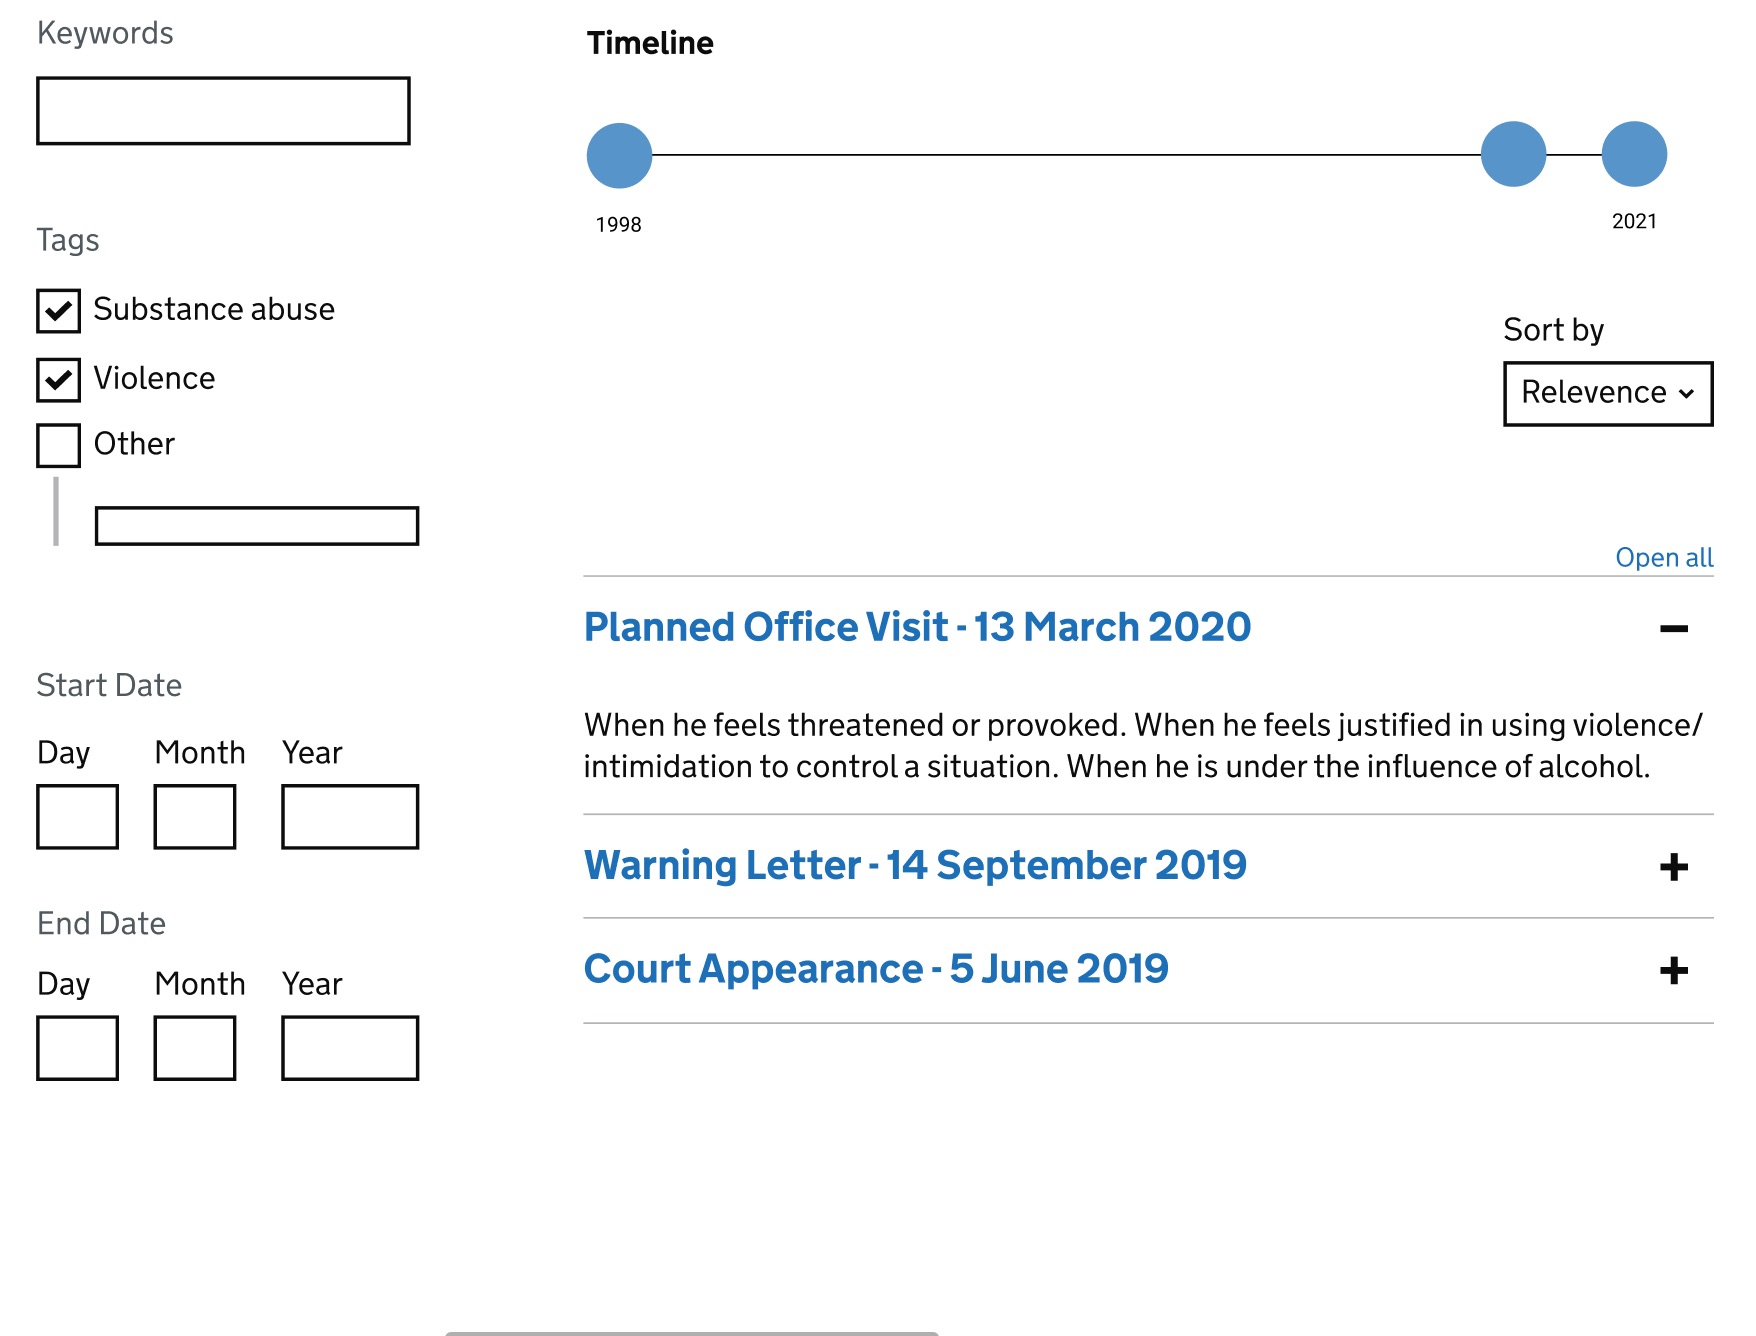 Keywords
Tags
Substance abuse
Violence
Other
Start Date
Day Month Year
End Date
Day Month Year
Timeline
1998
2021
Sort by
Relevence
Open all
Planned Office Visit - 13 March 2020
When he feels threatened or provoked. When he feels justified in using violence/
intimidation to control a situation. When he is under the influence of alcohol.
Warning Letter - 14 September 2019
Court Appearance - 5 June 2019